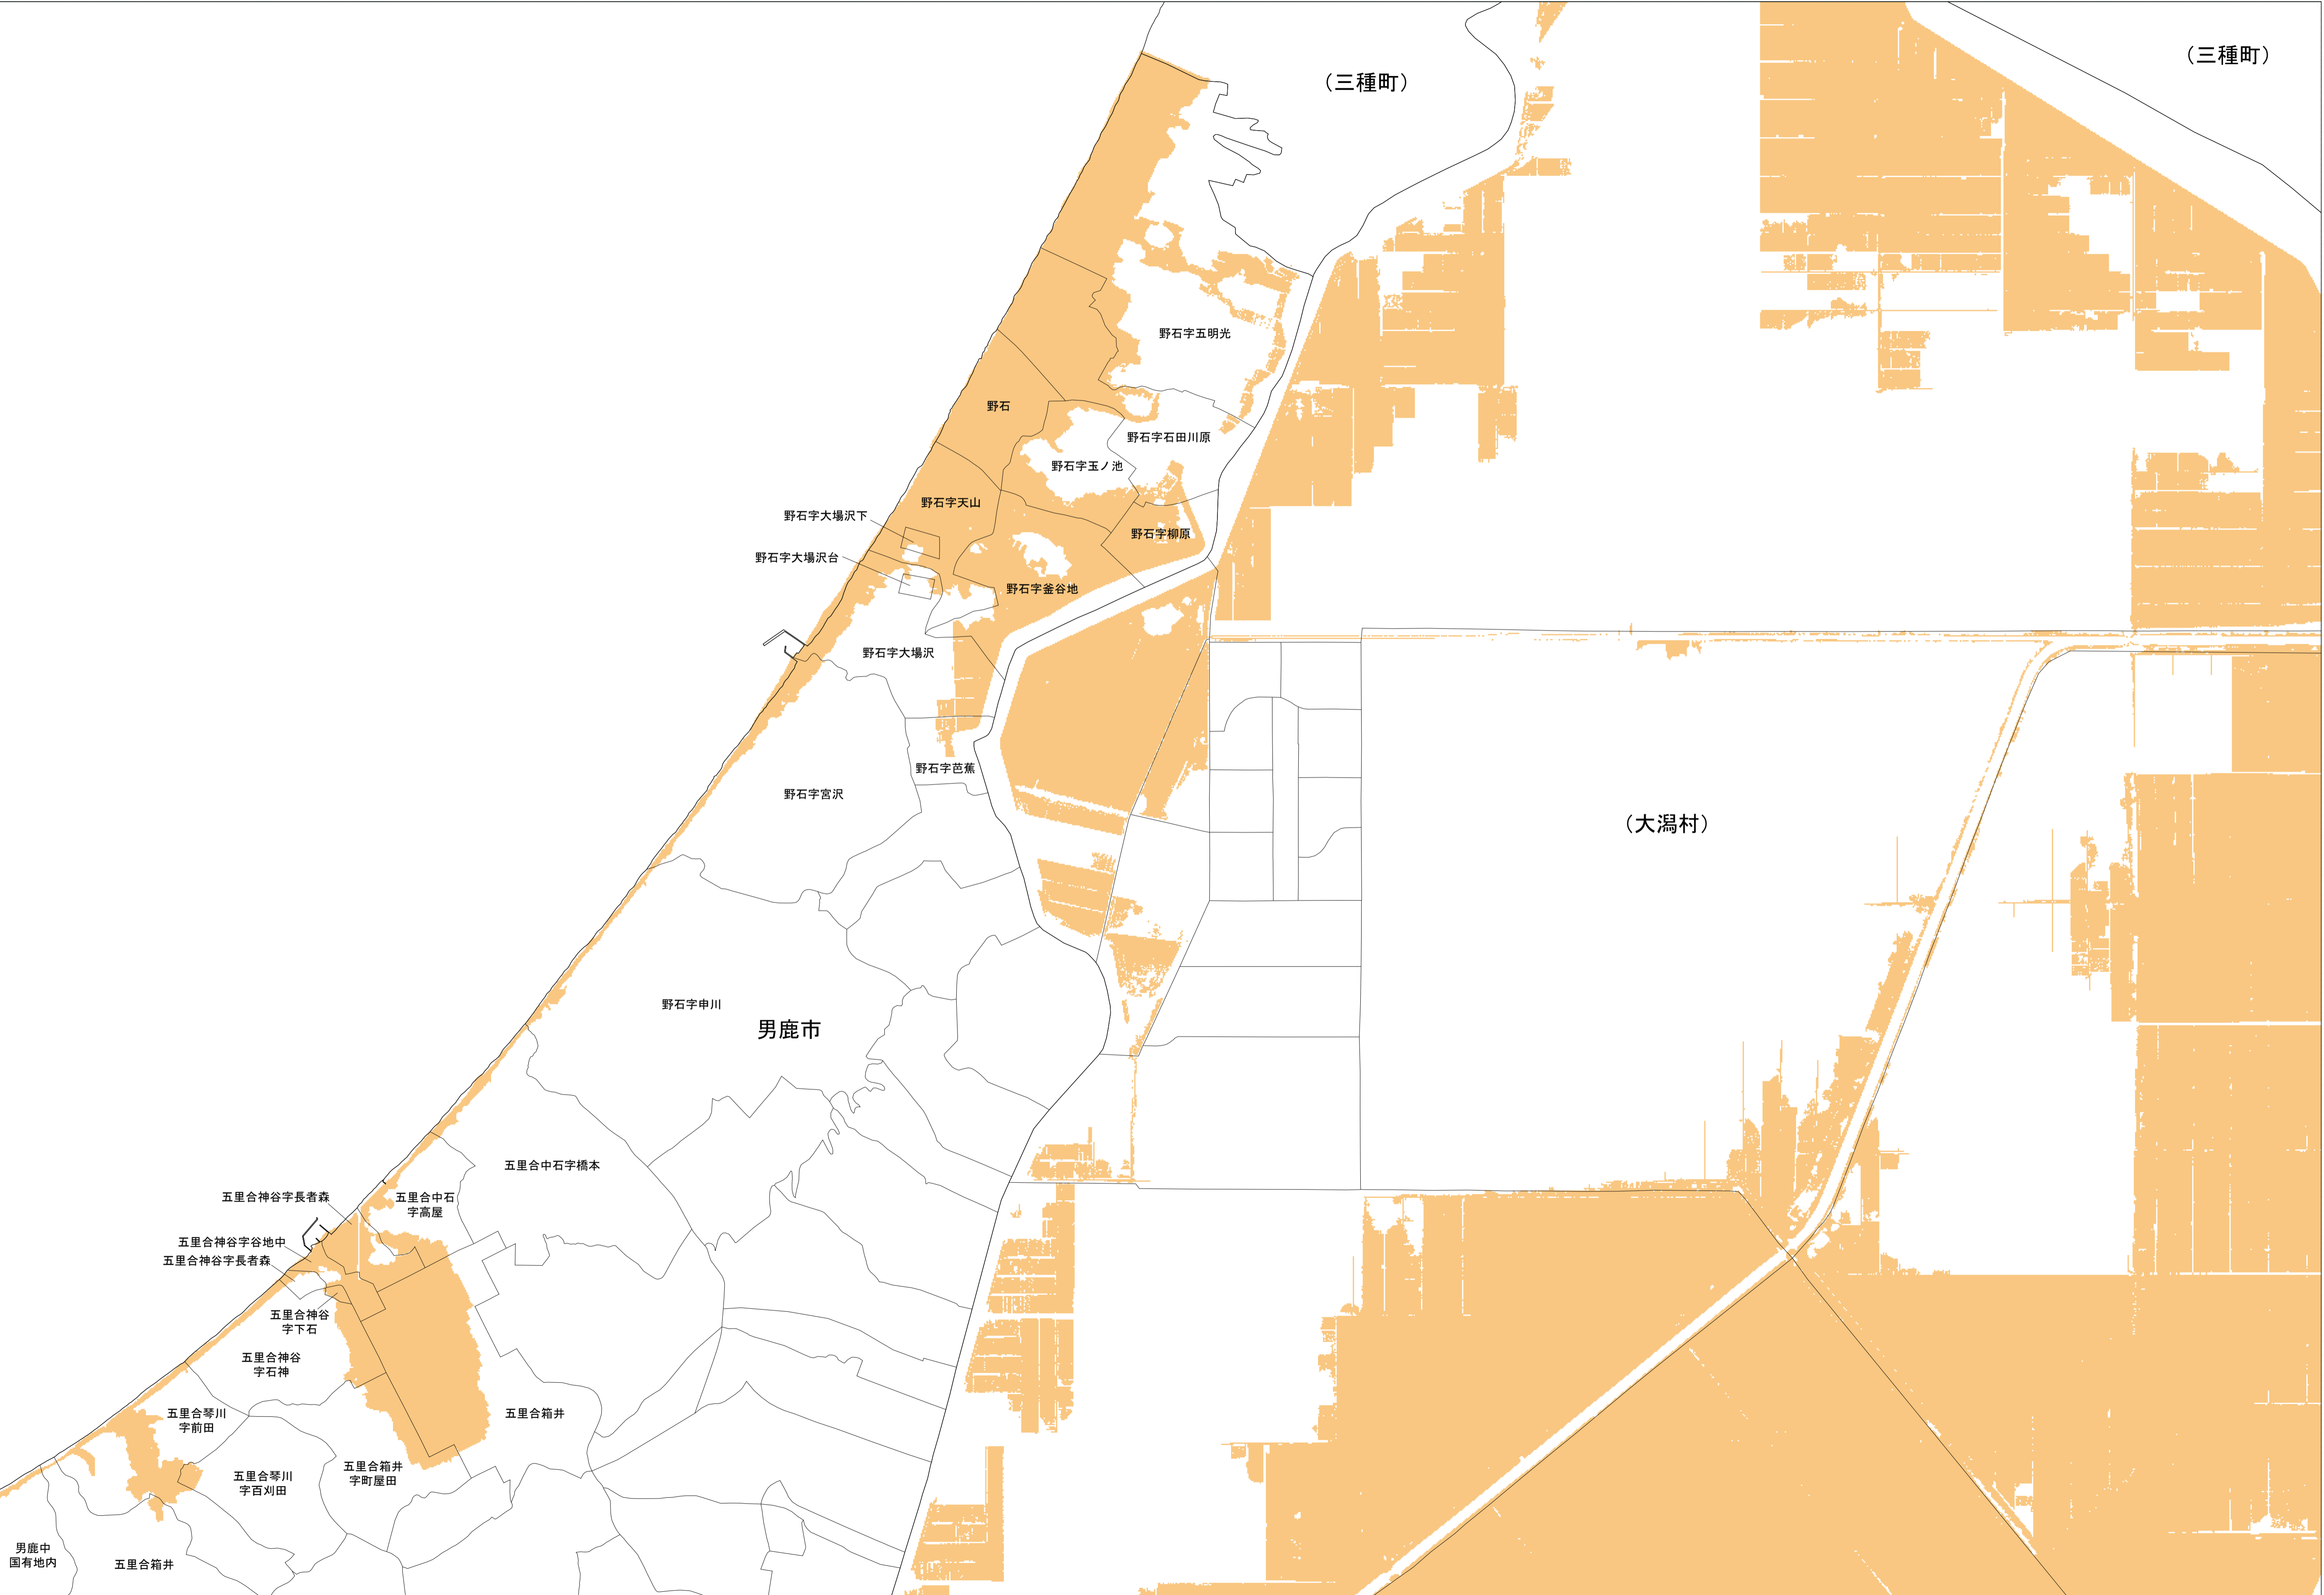 （三種町）
（三種町）
野石字五明光
野石
野石字石田川原
野石字玉ノ池
野石字天山
野石字大場沢下
野石字柳原
野石字大場沢台
野石字釜谷地
野石字大場沢
野石字芭蕉
野石字宮沢
（大潟村）
野石字申川
男鹿市
五里合中石字橋本
五里合神谷字長者森
五里合中石
字高屋
五里合神谷字谷地中
五里合神谷字長者森
五里合神谷
字下石
五里合神谷
字石神
五里合琴川
字前田
五里合箱井
五里合琴川
字百刈田
五里合箱井
字町屋田
男鹿中
国有地内
五里合箱井